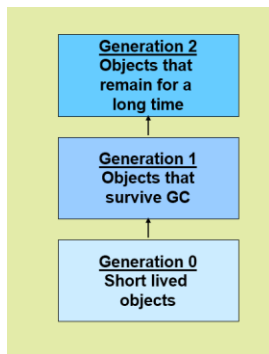 Generation 2
Objects that
remain for a
long time
Generation 1
Objects that
survive GC
Generation 0
Short lived
objects